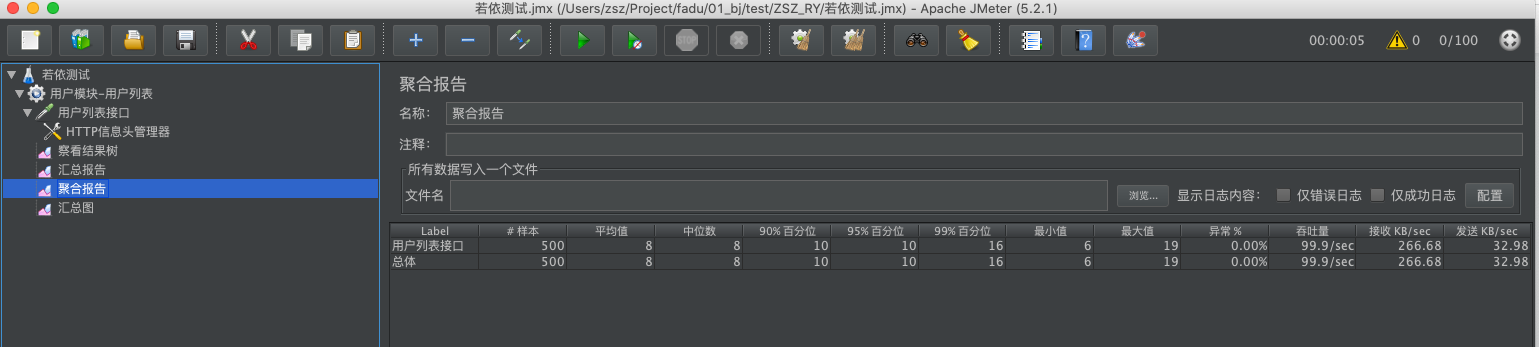 若依测试.jmx (/Users/zsz/Project/fadu/01_bj/test/ZSZ_RY/若依测试.jmx) - Apache JMeter (5.2.1)
STOP 00:00:05 0 0/100
若依测试
用户模块-用户列表
用户列表接口
HTTP信息头管理器
察看结果树
汇总报告
聚合报告
汇总图
聚合报告
名称： 聚合报告
注释：
所有数据写入一个文件
文件名 浏览... 显示日志内容： 仅错误日志 仅成功日志 配置
Label # 样本 平均值 中位数 90% 百分位 95% 百分位 99% 百分位 最小值 最大值 异常 % 吞吐量 接收 KB/sec 发送 KB/sec
用户列表接口 500 8 8 10 10 16 6 19 0.00% 99.9/sec 266.68 32.98
总体 500 8 8 10 10 16 6 19 0.00% 99.9/sec 266.68 32.98